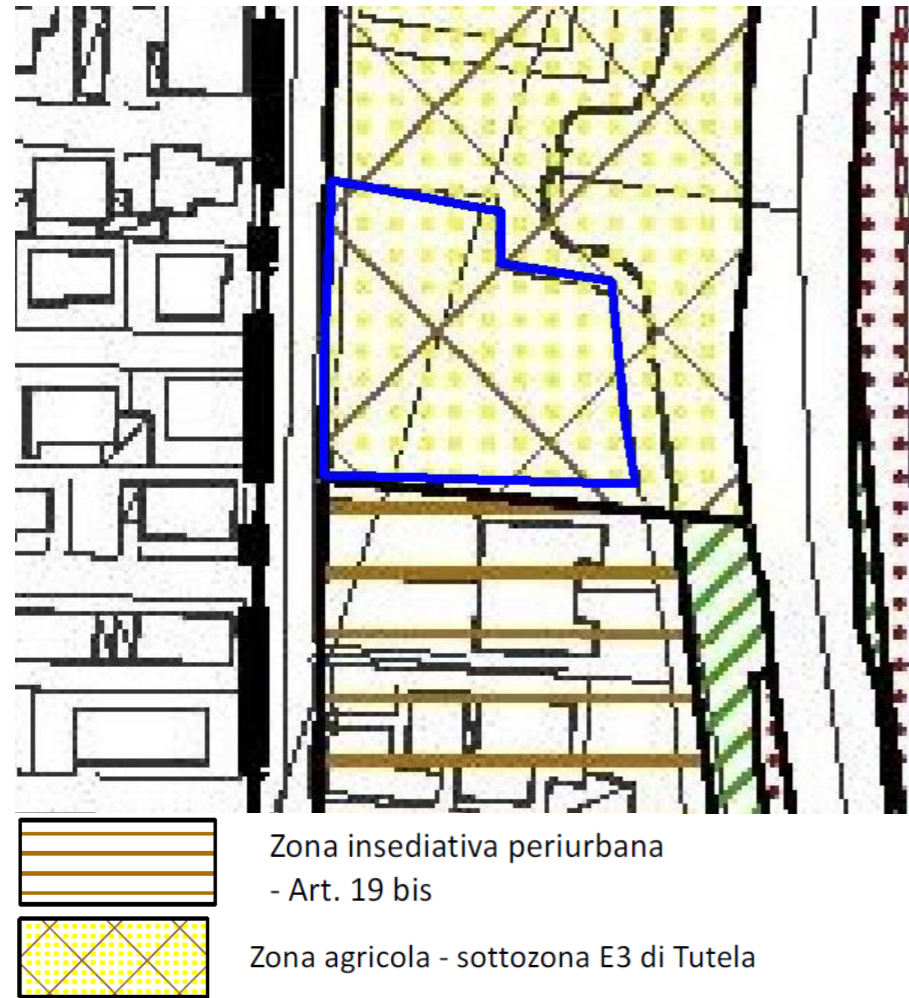 Zona insediativa periurbana
- Art. 19 bis
Zona agricola - sottozona E3 di Tutela